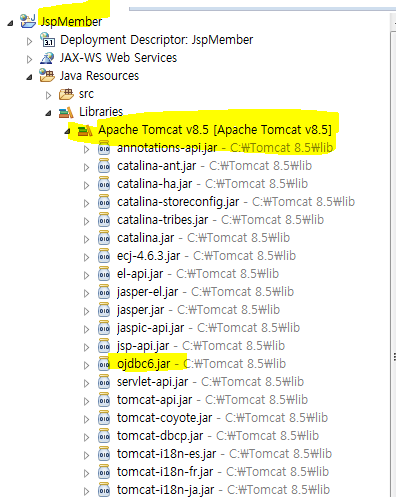 JspMember
Deployment Descriptor: JspMember
JAX-WS Web Services
Java Resources
src
Libraries
Apache Tomcat v8.5 [Apache Tomcat v8.5]
annotations-api.jar - C:₩Tomcat 8.5₩lib
catalina-ant.jar - C:₩Tomcat 8.5₩lib
catalina-ha.jar - C:₩Tomcat 8.5₩lib
catalina-storeconfig.jar - C:₩Tomcat 8.5₩lib
catalina-tribes.jar - C:₩Tomcat 8.5₩lib
catalina.jar - C:₩Tomcat 8.5₩lib
ecj-4.6.3.jar - C:₩Tomcat 8.5₩lib
el-api.jar - C:₩Tomcat 8.5₩lib
jasper-el.jar - C:₩Tomcat 8.5₩lib
jasper.jar - C:₩Tomcat 8.5₩lib
jaspic-api.jar - C:₩Tomcat 8.5₩lib
jsp-api.jar - C:₩Tomcat 8.5₩lib
ojdbc6.jar - C:₩Tomcat 8.5₩lib
servlet-api.jar - C:₩Tomcat 8.5₩lib
tomcat-api.jar - C:₩Tomcat 8.5₩lib
tomcat-coyote.jar - C:₩Tomcat 8.5₩lib
tomcat-dbcp.jar - C:₩Tomcat 8.5₩lib
tomcat-i18n-es.jar - C:₩Tomcat 8.5₩lib
tomcat-i18n-fr.jar - C:₩Tomcat 8.5₩lib
tomcat-i18n-ja.jar - C:₩Tomcat 8.5₩lib